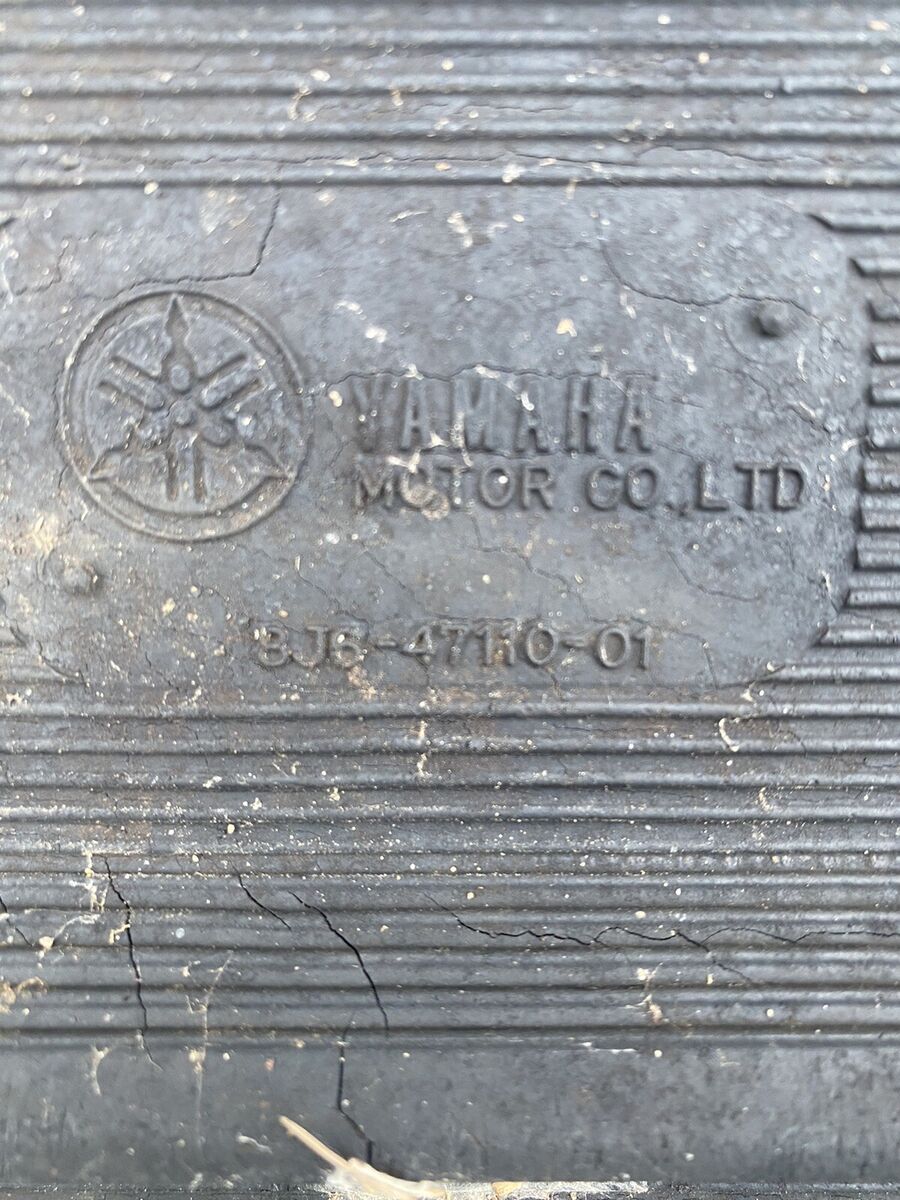 YAMAHA
MOTOR CO.,LTD
8J6-47110-01